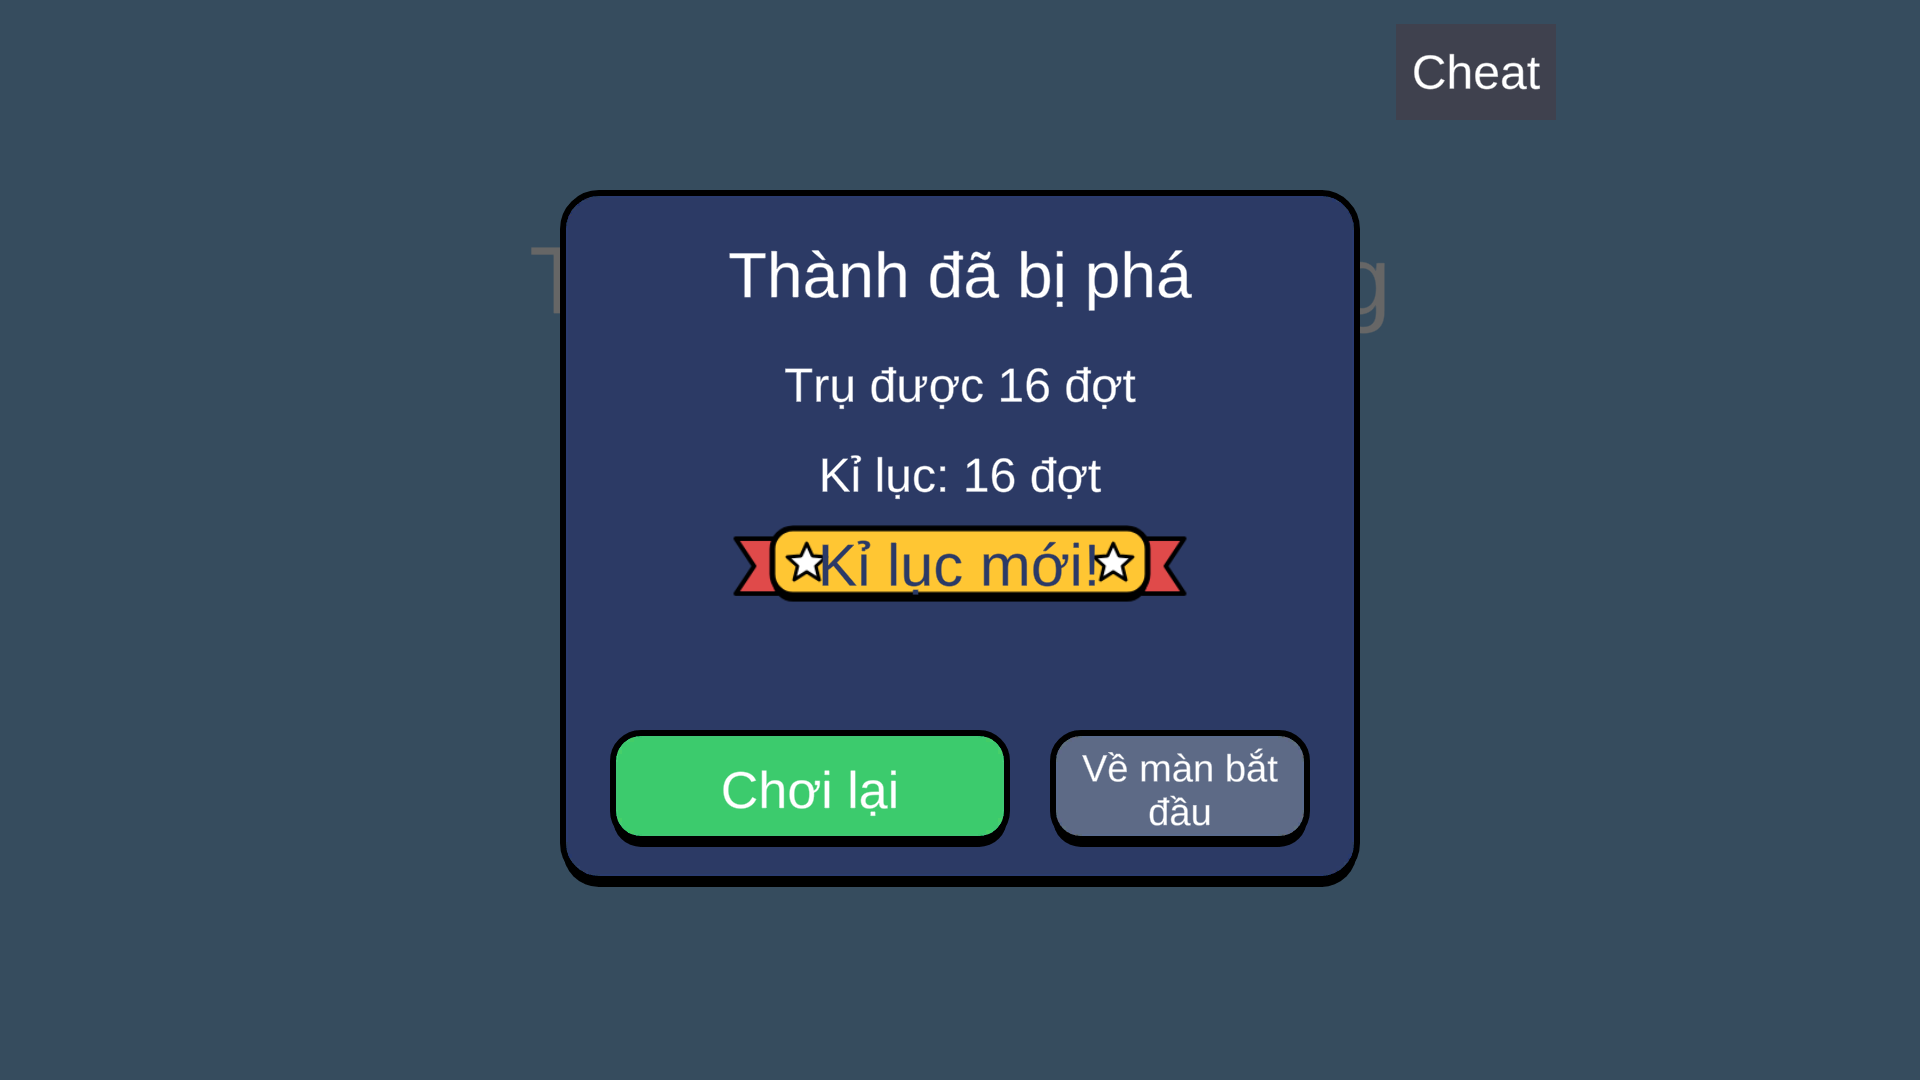 Cheat
Thành đã bị phá
Trụ được 16 đợt
Kỉ lục: 16 đợt
Kỉ lục mới!
Chơi lại
Về màn bắt
đầu